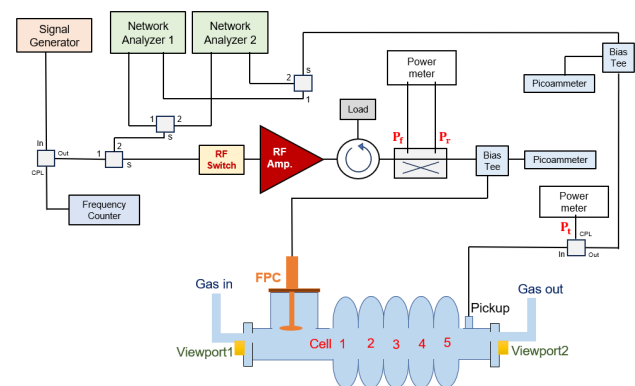 Signal
Generator
Network
Analyzer 1
Network
Analyzer 2
s
2
1
Bias
Tee
Picoammeter
Power
meter
Load
1
2
s
In
Out
CPL
1
2
s
RF
Switch
RF
Amp.
Pf
Pr
Bias
Tee
Picoammeter
Frequency
Counter
Power
meter
Pt
CPL
In
Out
FPC
Gas in
Pickup
Gas out
Cell 1 2 3 4 5
Viewport1
Viewport2